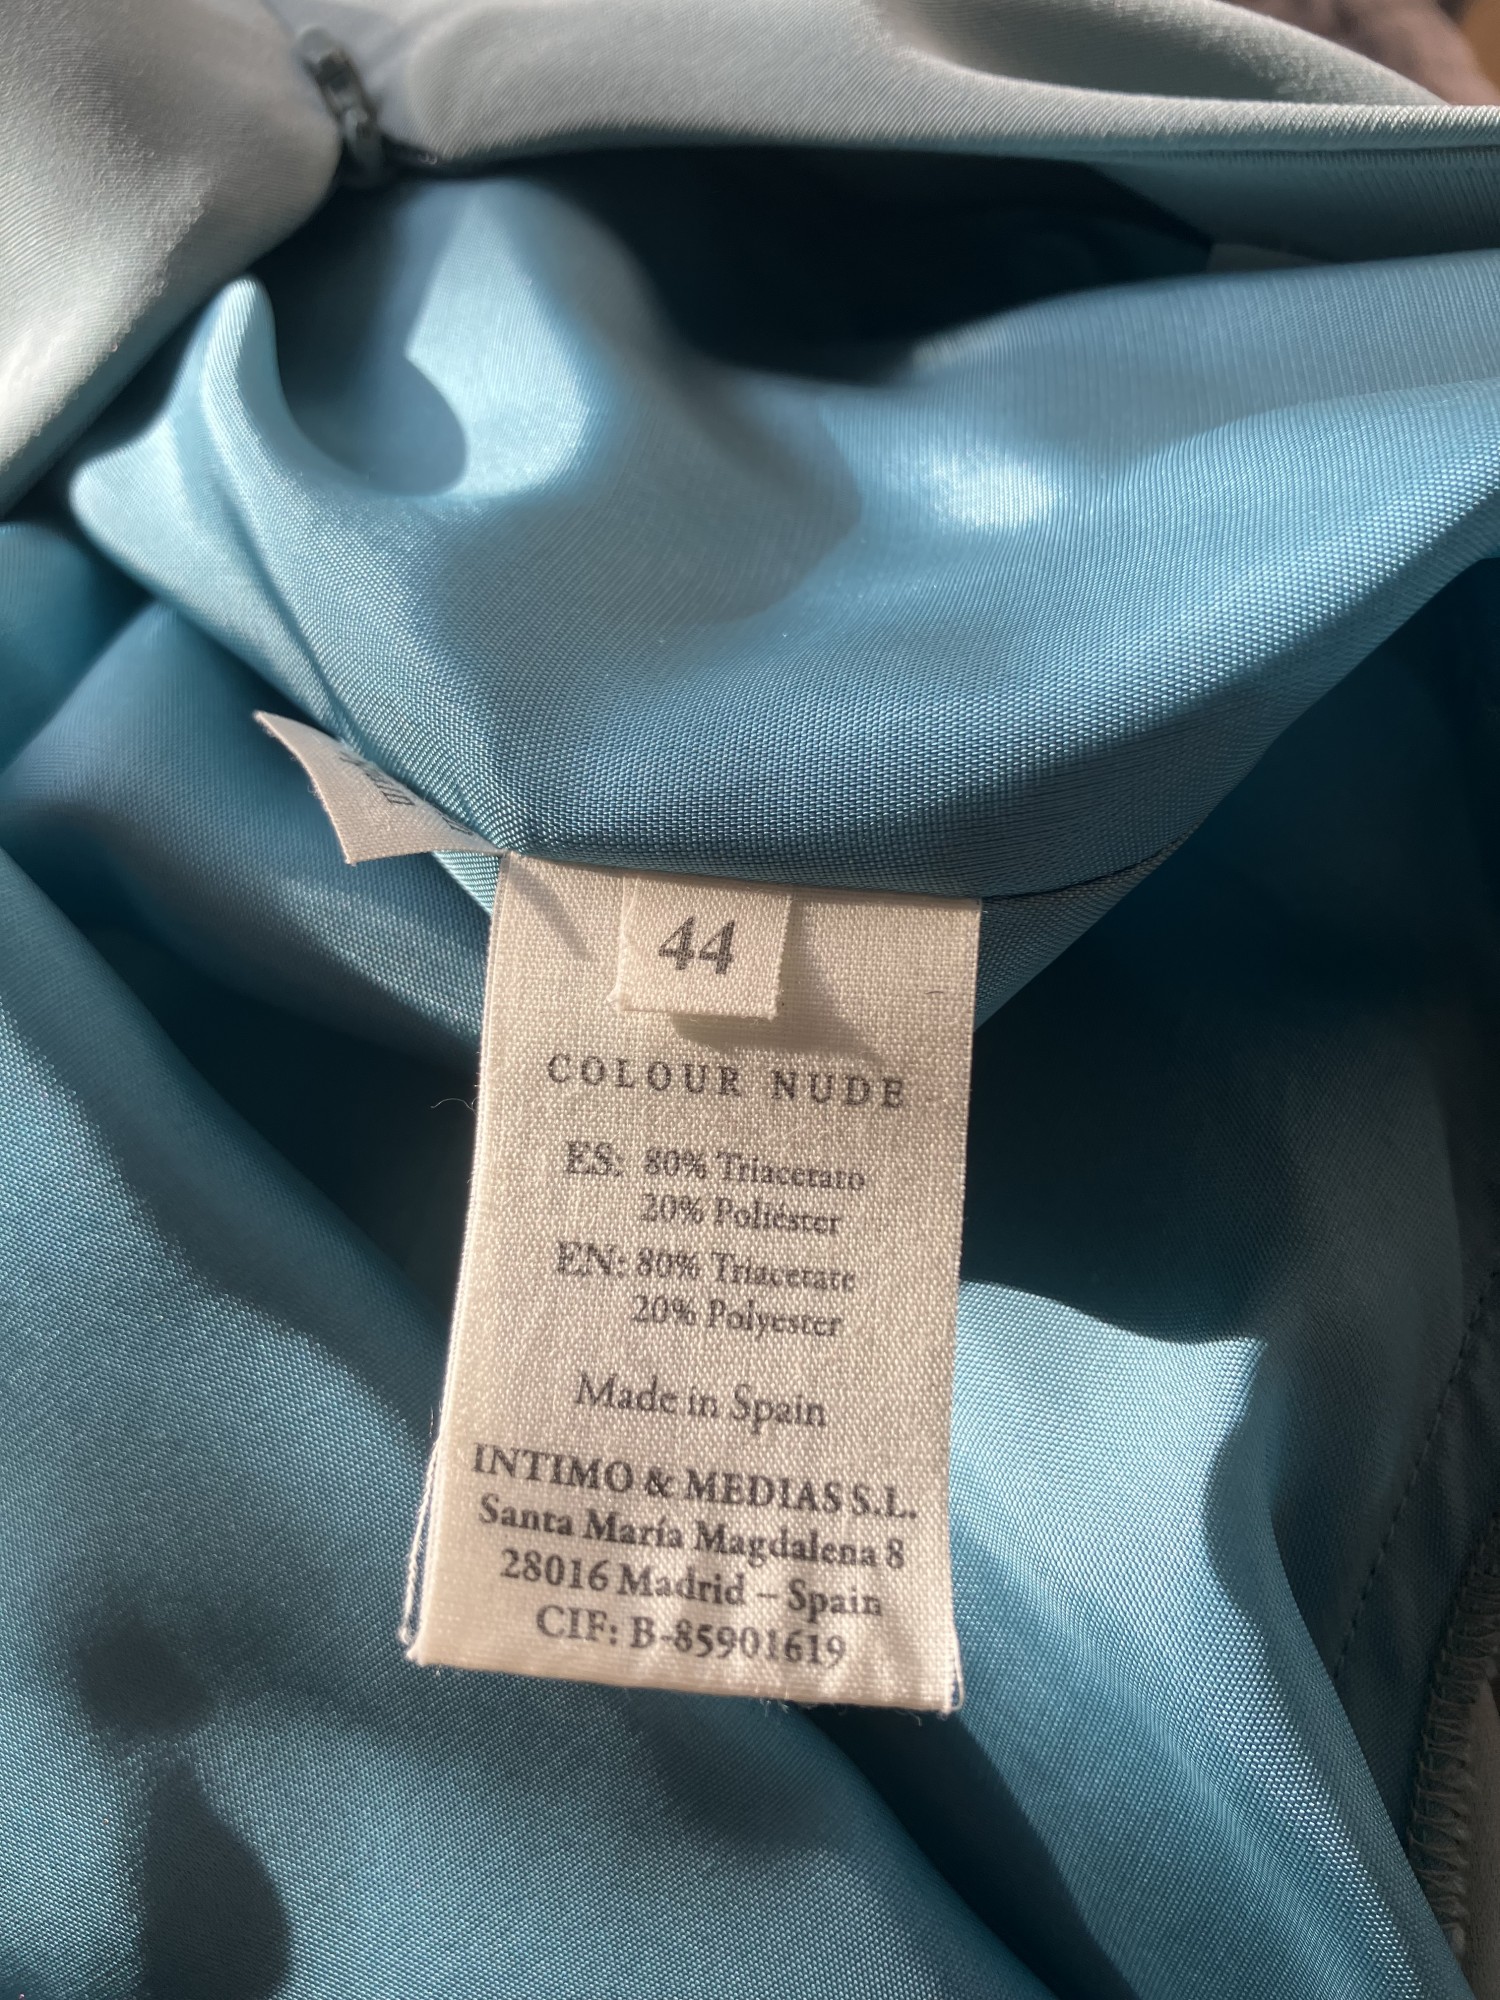 44
COLOUR NUDE
ES: 80% Triacetato
20% Poliéster
EN: 80% Triacetate
20% Polyester
Made in Spain
INTIMO & MEDIAS S.L.
Santa María Magdalena 8
28016 Madrid – Spain
CIF: B-85901619